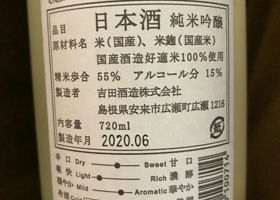 品目 日本酒 純米吟醸
原材料名 米(国産)、米麹(国産米)
国産酒造好適米100%使用
精米歩合 55% アルコール分 15%
製造者 吉田酒造株式会社
島根県安来市広瀬町広瀬1216
内容量 720ml
製造年月 2020.06
辛口 Dry Sweet 甘口
軽快 Light Rich 濃醇
穏やか Mild Aromatic 華やか